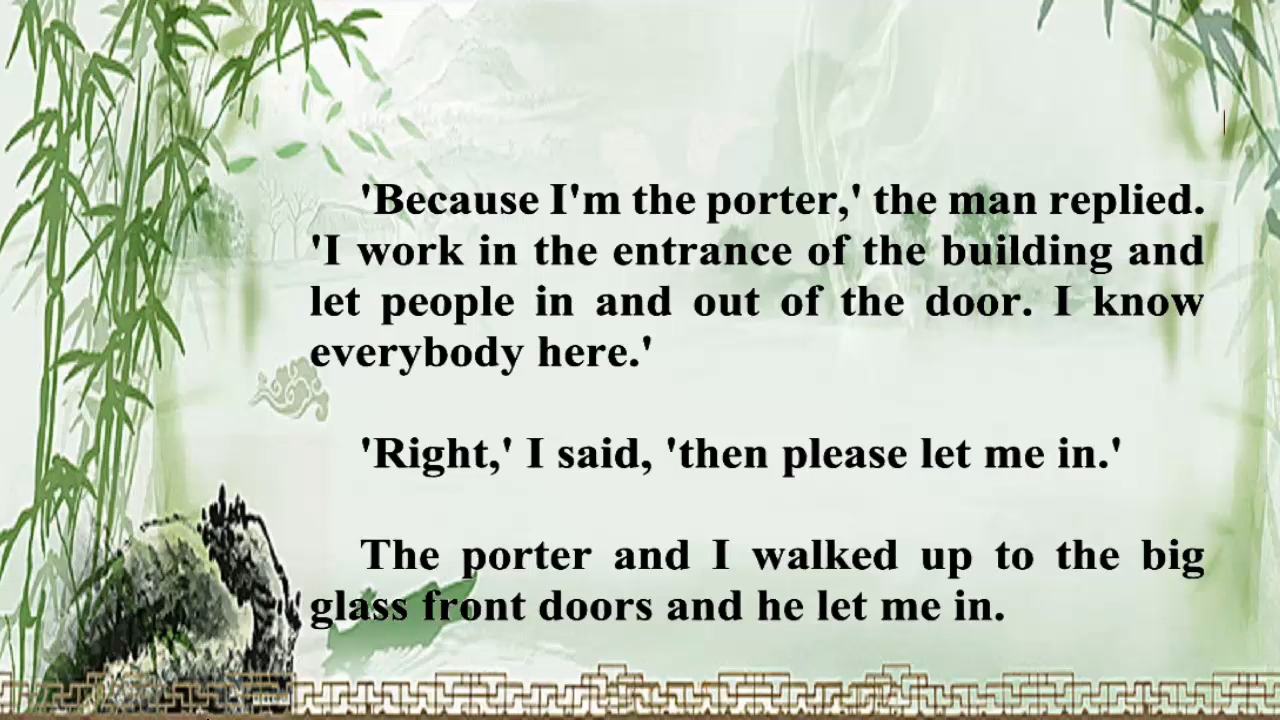 'Because I'm the porter,' the man replied.
'I work in the entrance of the building and
let people in and out of the door. I know
everybody here.'
'Right,' I said, 'then please let me in.'
The porter and I walked up to the big
glass front doors and he let me in.